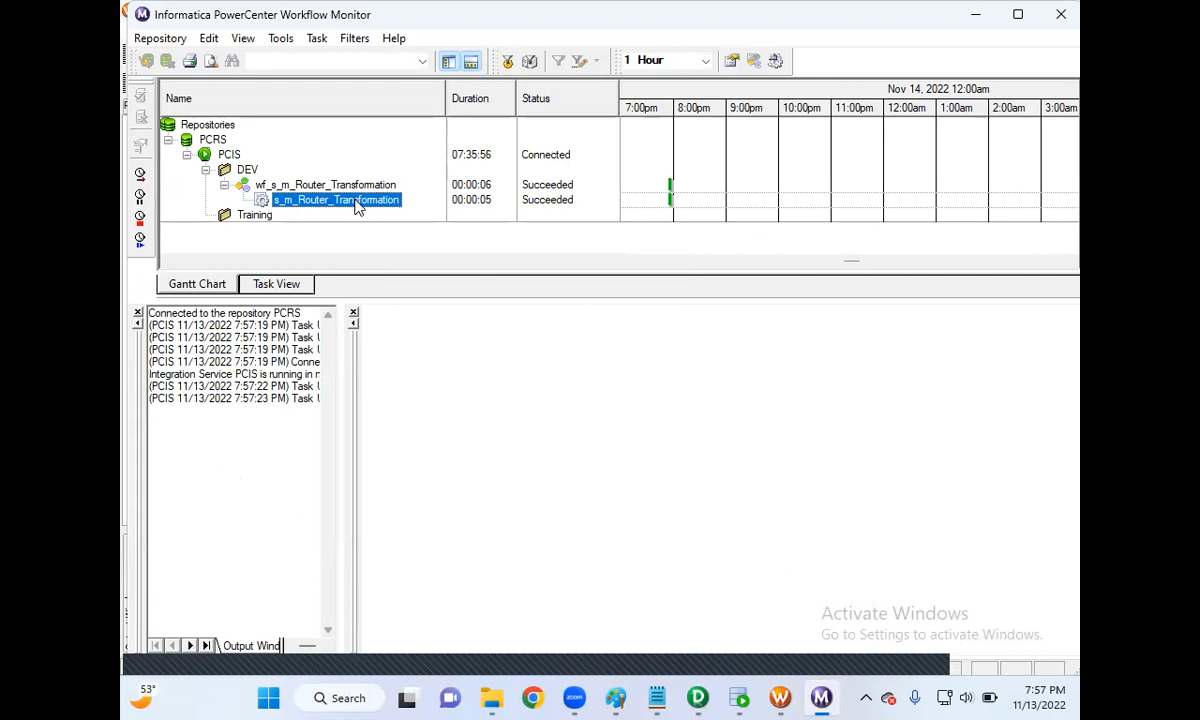 Informatica PowerCenter Workflow Monitor
Repository Edit View Tools Task Filters Help
1 Hour
Name Duration Status Nov 14, 2022 12:00am
7:00pm 8:00pm 9:00pm 10:00pm 11:00pm 12:00am 1:00am 2:00am 3:00am
Repositories
PCRS
PCIS 07:35:56 Connected
DEV
wf_s_m_Router_Transformation 00:00:06 Succeeded
s_m_Router_Transformation 00:00:05 Succeeded
Training
Gantt Chart Task View
Connected to the repository PCRS
(PCIS 11/13/2022 7:57:19 PM) Task
(PCIS 11/13/2022 7:57:19 PM) Task
(PCIS 11/13/2022 7:57:19 PM) Task
(PCIS 11/13/2022 7:57:19 PM) Conne
Integration Service PCIS is running in
(PCIS 11/13/2022 7:57:22 PM) Task
(PCIS 11/13/2022 7:57:23 PM) Task
Output Wind
Activate Windows
Go to Settings to activate Windows.
53°
Search
7:57 PM
11/13/2022